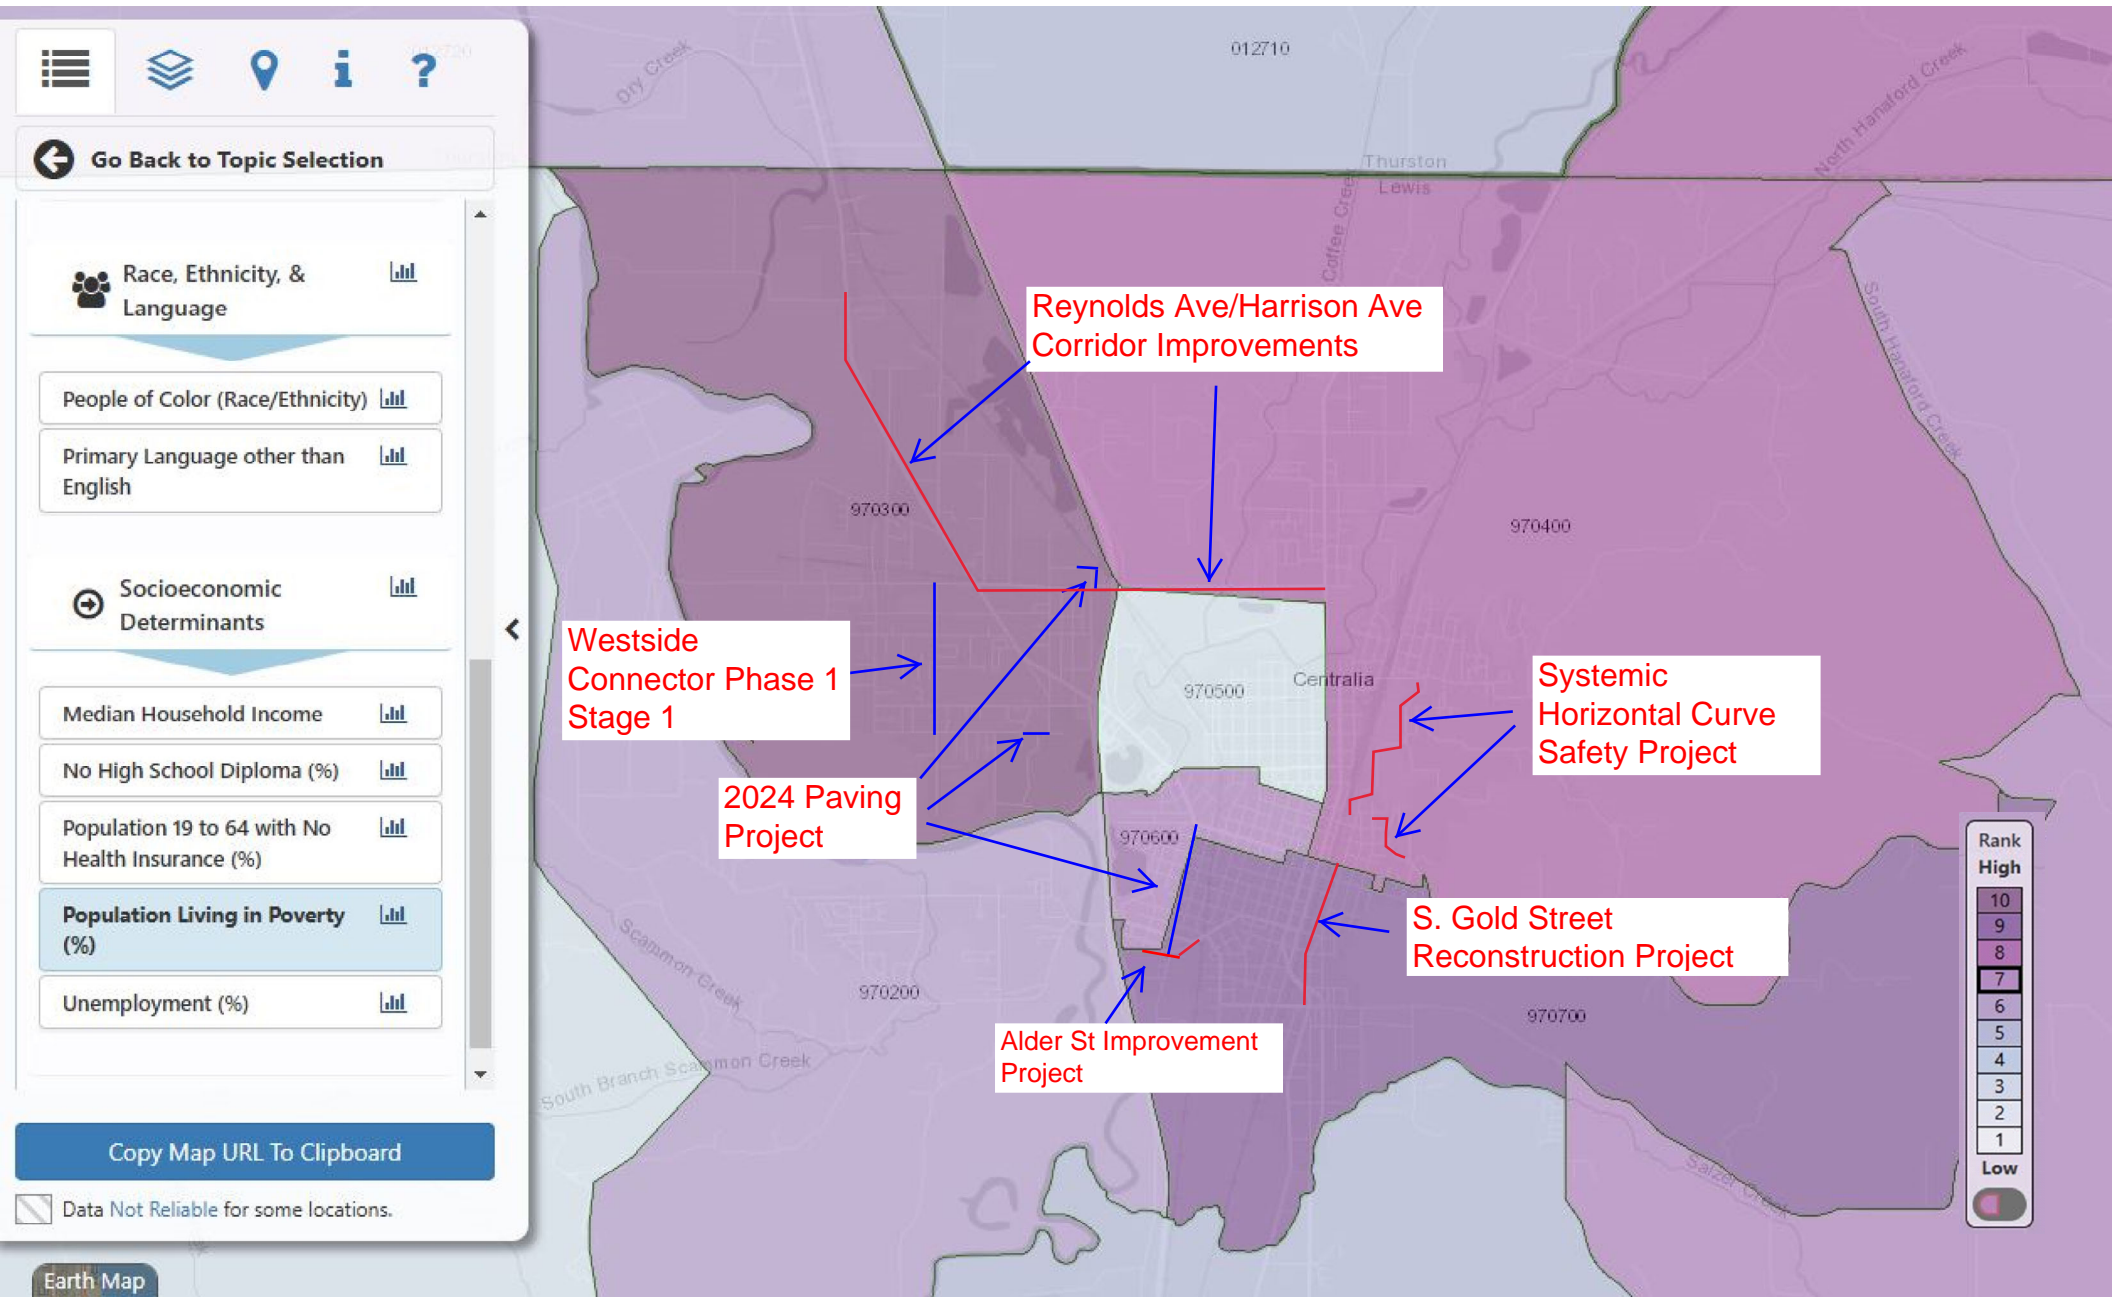 ?
Go Back to Topic Selection
Race, Ethnicity, &
Language
People of Color (Race/Ethnicity)
Primary Language other than
English
Socioeconomic
Determinants
Median Household Income
No High School Diploma (%)
Population 19 to 64 with No
Health Insurance (%)
Population Living in Poverty
(%)
Unemployment (%)
Copy Map URL To Clipboard
Data Not Reliable for some locations.
Earth Map
012720
Dry Creek
012710
Thurston
Lewis
Coffee Creek
North Hanaford Creek
South Hanaford Creek
Reynolds Ave/Harrison Ave
Corridor Improvements
970300
970400
Westside
Connector Phase 1
Stage 1
970500
Centralia
Systemic
Horizontal Curve
Safety Project
2024 Paving
Project
970600
S. Gold Street
Reconstruction Project
Scammon Creek
970200
970700
Alder St Improvement
Project
South Branch Scammon Creek
Salzer Creek
Rank
High
10
9
8
7
6
5
4
3
2
1
Low